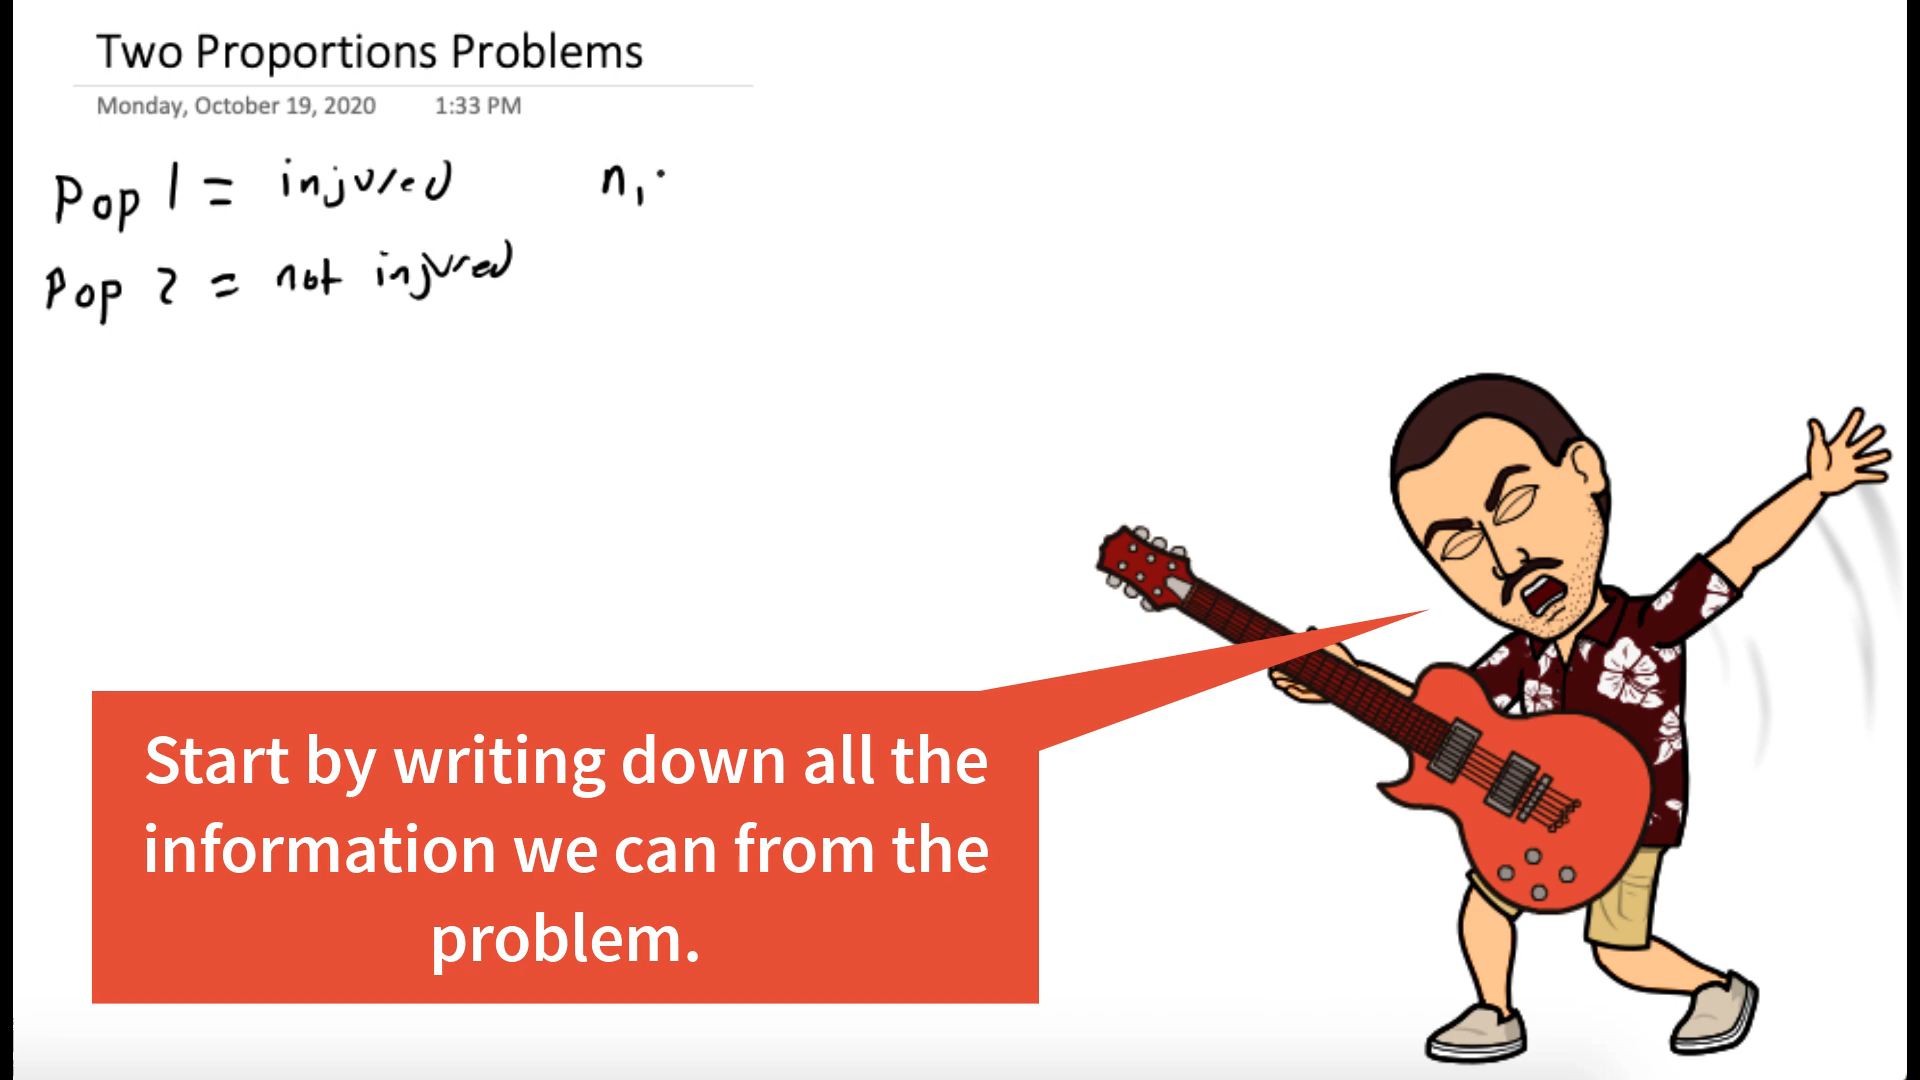 Two Proportions Problems
Monday, October 19, 2020 1:33 PM
Pop 1 = injured n₁ ·
Pop 2 = not injured
Start by writing down all the
information we can from the
problem.